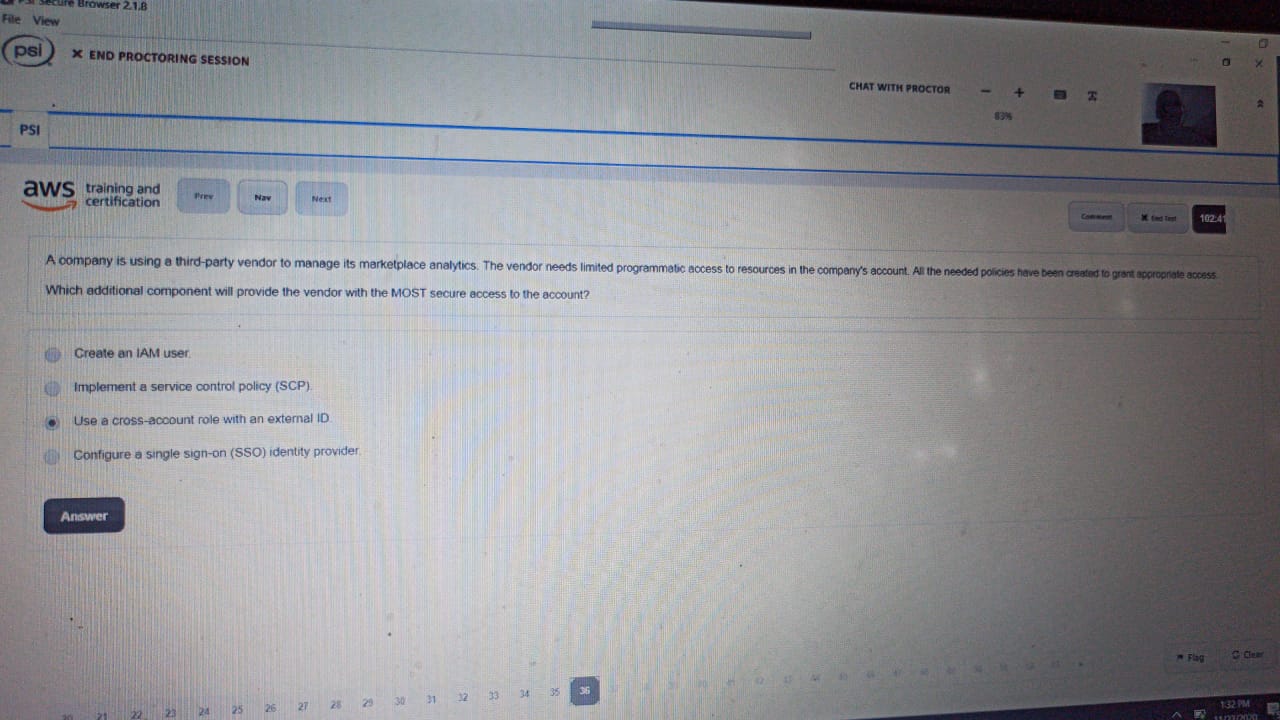 PSI Secure Browser 2.1.8
File View
psi
X END PROCTORING SESSION
CHAT WITH PROCTOR
83%
PSI
aws training and certification
Prev
Nav
Next
Comment
End Test
102:41
A company is using a third-party vendor to manage its marketplace analytics. The vendor needs limited programmatic access to resources in the company's account. All the needed policies have been created to grant appropriate access.
Which additional component will provide the vendor with the MOST secure access to the account?
Create an IAM user.
Implement a service control policy (SCP).
Use a cross-account role with an external ID.
Configure a single sign-on (SSO) identity provider.
Answer
Flag
Clear
20 21 22 23 24 25 26 27 28 29 30 31 32 33 34 35 36
1:32 PM